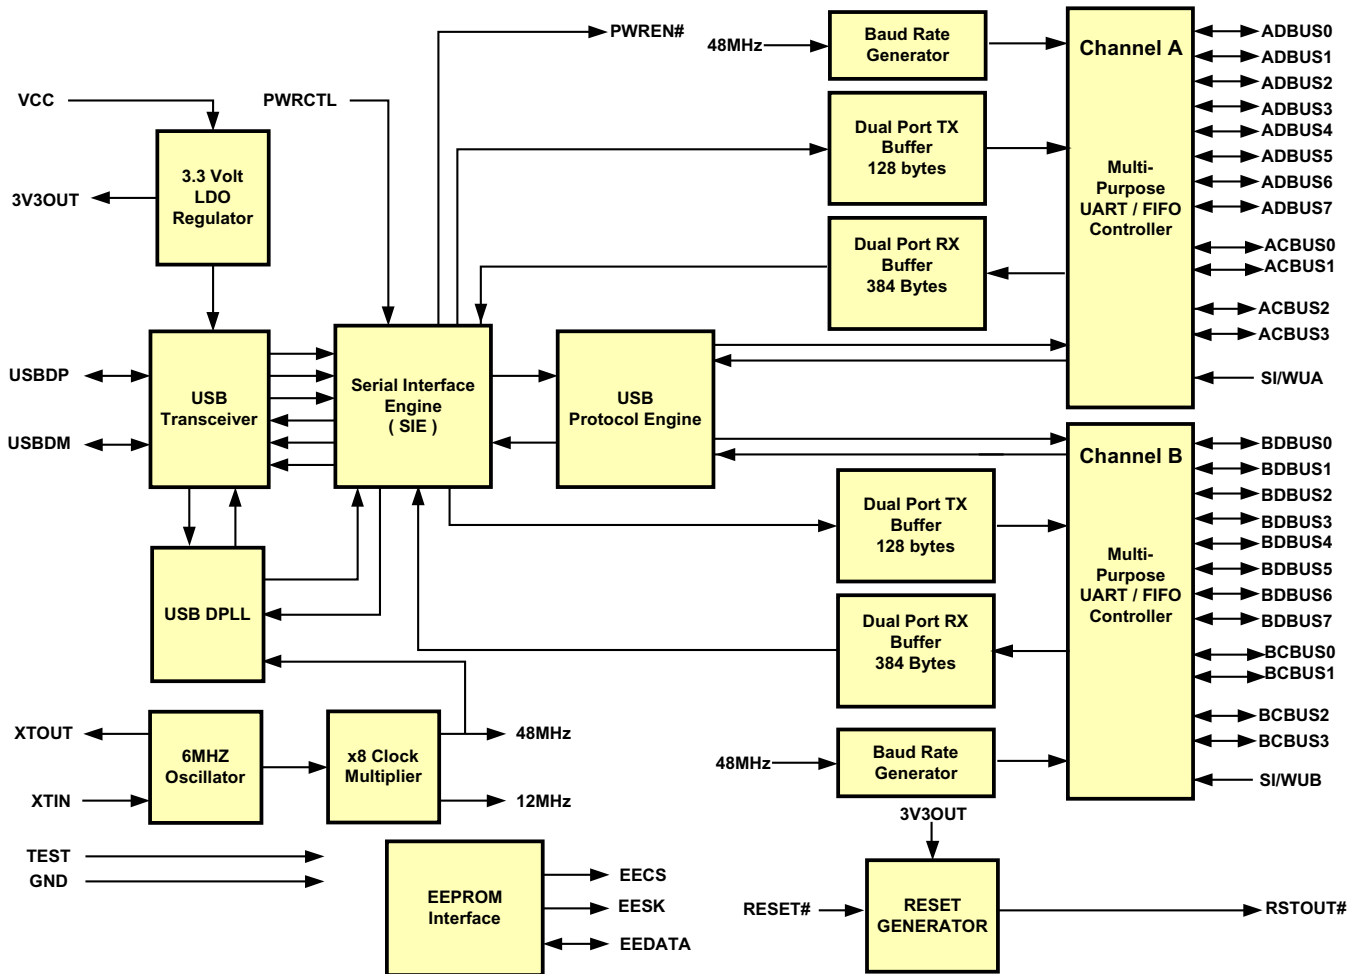 PWREN#
48MHz
Baud Rate
Generator
Channel A
Multi-
Purpose
UART / FIFO
Controller
ADBUS0
ADBUS1
ADBUS2
ADBUS3
ADBUS4
ADBUS5
ADBUS6
ADBUS7
ACBUS0
ACBUS1
ACBUS2
ACBUS3
SI/WUA
VCC
PWRCTL
3.3 Volt
LDO
Regulator
3V3OUT
Dual Port TX
Buffer
128 bytes
Dual Port RX
Buffer
384 Bytes
USBDP
USBDM
USB
Transceiver
Serial Interface
Engine
( SIE )
USB
Protocol Engine
Channel B
Multi-
Purpose
UART / FIFO
Controller
BDBUS0
BDBUS1
BDBUS2
BDBUS3
BDBUS4
BDBUS5
BDBUS6
BDBUS7
BCBUS0
BCBUS1
BCBUS2
BCBUS3
SI/WUB
Dual Port TX
Buffer
128 bytes
Dual Port RX
Buffer
384 Bytes
USB DPLL
XTOUT
XTIN
6MHZ
Oscillator
x8 Clock
Multiplier
48MHz
12MHz
48MHz
Baud Rate
Generator
TEST
GND
EEPROM
Interface
EECS
EESK
EEDATA
3V3OUT
RESET#
RESET
GENERATOR
RSTOUT#